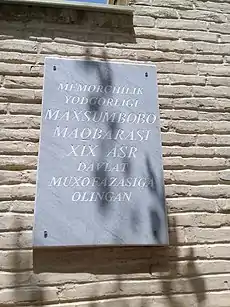 MEMORCHILIK
YODGORLIGI
MAXSUMBOBO
MAQBARASI
XIX ASR
DAVLAT
MUXOFAZASIGA
OLINGAN